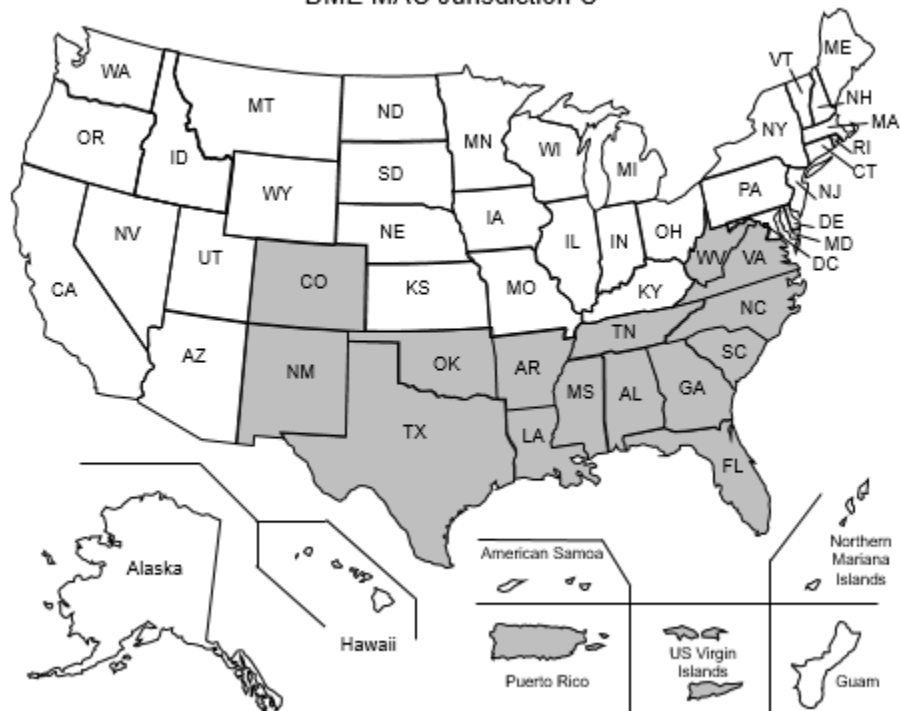 DME MAC Jurisdiction C
WA
MT
ND
MN
ME
VT
NH
MA
NY
OR
ID
SD
WI
MI
RI
CT
WY
PA
NJ
NV
UT
NE
IA
IL
IN
OH
DE
MD
DC
WV
VA
CA
CO
KS
MO
KY
NC
TN
AZ
NM
OK
AR
SC
MS
AL
GA
TX
LA
FL
Alaska
Hawaii
American Samoa
Northern
Mariana
Islands
Puerto Rico
US Virgin
Islands
Guam